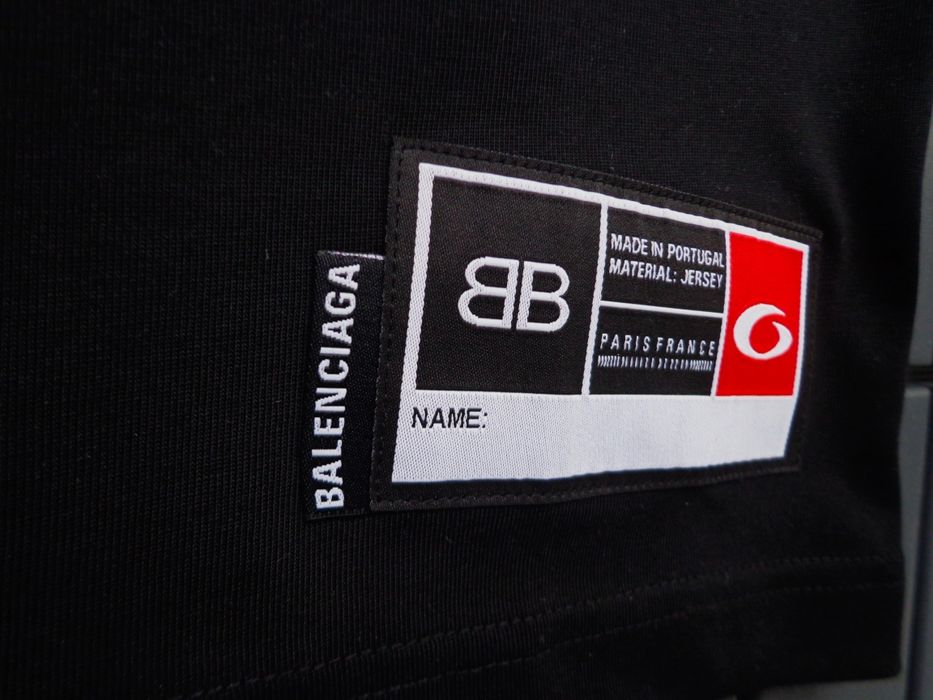 BALENCIAGA
BB
MADE IN PORTUGAL
MATERIAL: JERSEY
PARIS FRANCE
NAME: